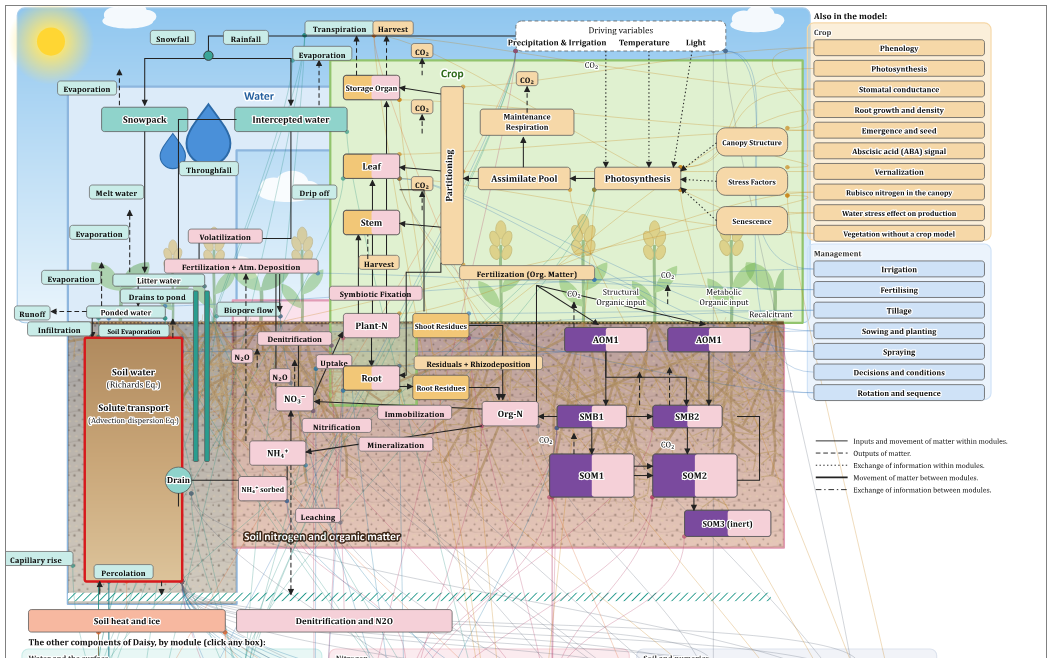 Also in the model:
Driving variables
Precipitation & Irrigation
Temperature
Light
Snowfall
Rainfall
Transpiration
Harvest
Evaporation
CO2
CO2
Crop
Storage Organ
CO2
CO2
Evaporation
Water
Snowpack
Intercepted water
Maintenance
Respiration
Partitioning
Throughfall
Leaf
CO2
Assimilate Pool
Photosynthesis
Canopy Structure
Stress Factors
Senescence
Melt water
Drip off
Stem
Evaporation
Volatilization
Harvest
Fertilization + Atm. Deposition
Fertilization (Org. Matter)
Evaporation
Litter water
Drains to pond
Symbiotic Fixation
CO2
Structural
Organic input
CO2
Metabolic
Organic input
Recalcitrant
Runoff
Ponded water
Biopore flow
Infiltration
Soil Evaporation
Denitrification
Plant-N
Shoot Residues
AOM1
AOM1
N2O
Uptake
Residuals + Rhizodeposition
Soil water
(Richards Eq.)
N2O
Root
Root Residues
Solute transport
(Advection-dispersion Eq.)
NO3−
Immobilization
Org-N
SMB1
SMB2
Nitrification
Mineralization
CO2
CO2
NH4+
Drain
NH4+ sorbed
SOM1
SOM2
Leaching
SOM3 (inert)
Soil nitrogen and organic matter
Capillary rise
Percolation
Soil heat and ice
Denitrification and N2O
The other components of Daisy, by module (click any box):
Water and the surface
Nitrogen
Soil and numerics
Crop
Phenology
Photosynthesis
Stomatal conductance
Root growth and density
Emergence and seed
Abscisic acid (ABA) signal
Vernalization
Rubisco nitrogen in the canopy
Water stress effect on production
Vegetation without a crop model
Management
Irrigation
Fertilising
Tillage
Sowing and planting
Spraying
Decisions and conditions
Rotation and sequence
Inputs and movement of matter within modules.
Outputs of matter.
Exchange of information within modules.
Movement of matter between modules.
Exchange of information between modules.